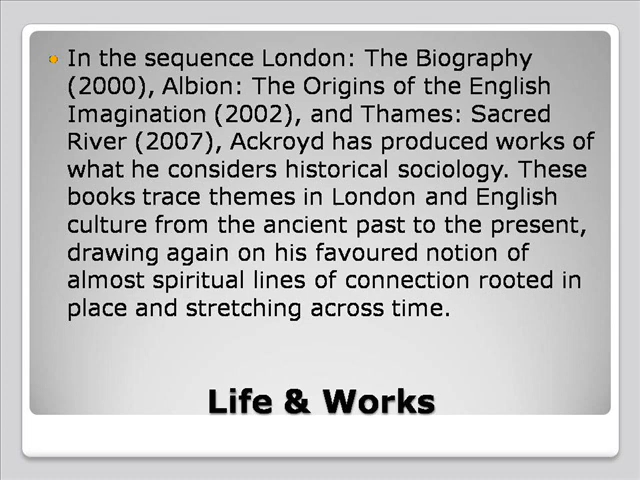 In the sequence London: The Biography
(2000), Albion: The Origins of the English
Imagination (2002), and Thames: Sacred
River (2007), Ackroyd has produced works of
what he considers historical sociology. These
books trace themes in London and English
culture from the ancient past to the present,
drawing again on his favoured notion of
almost spiritual lines of connection rooted in
place and stretching across time.
Life & Works